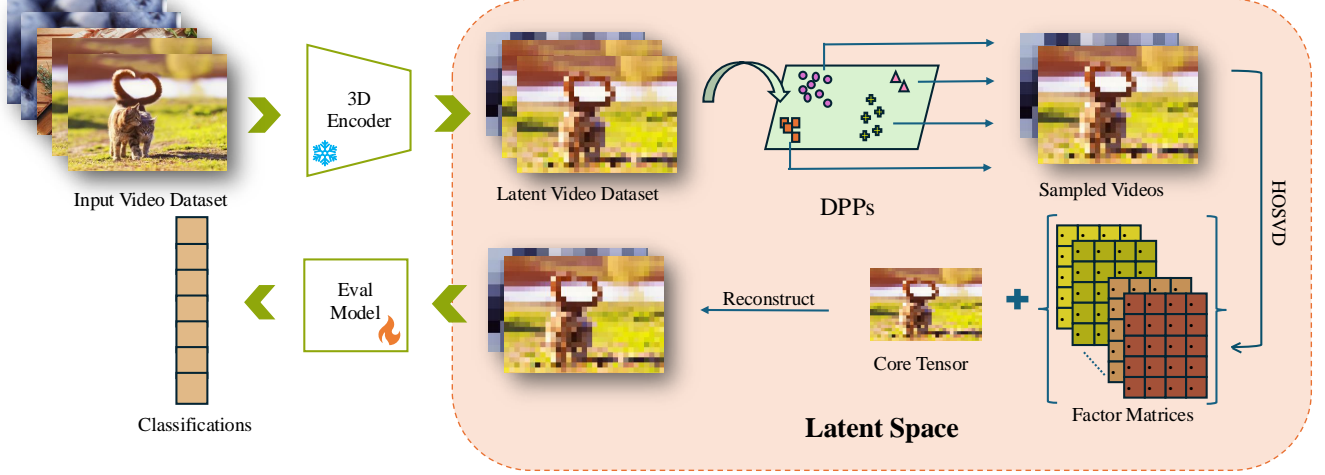 3D
Encoder
Input Video Dataset
Latent Video Dataset
DPPs
Sampled Videos
HOSVD
Eval
Model
Reconstruct
Core Tensor
Factor Matrices
Classifications
Latent Space